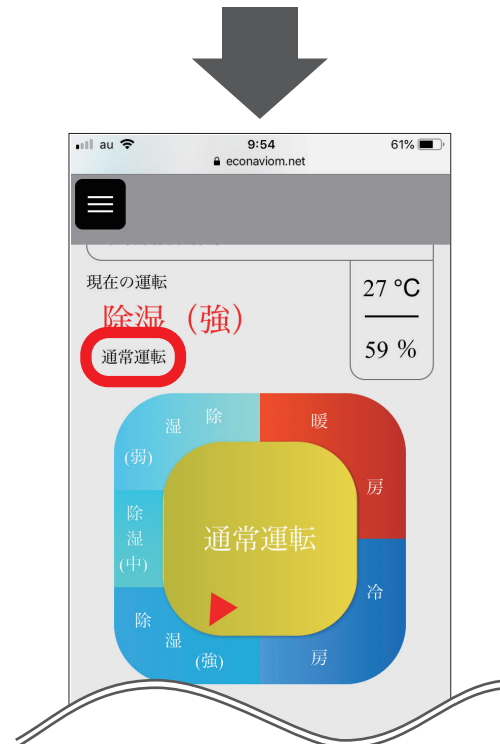 au 9:54 61%
econaviom.net
現在の運転
除湿（強）
通常運転
27 °C
59 %
除湿
(弱)
暖房
除湿
(中)
通常運転
除湿
(強)
冷房